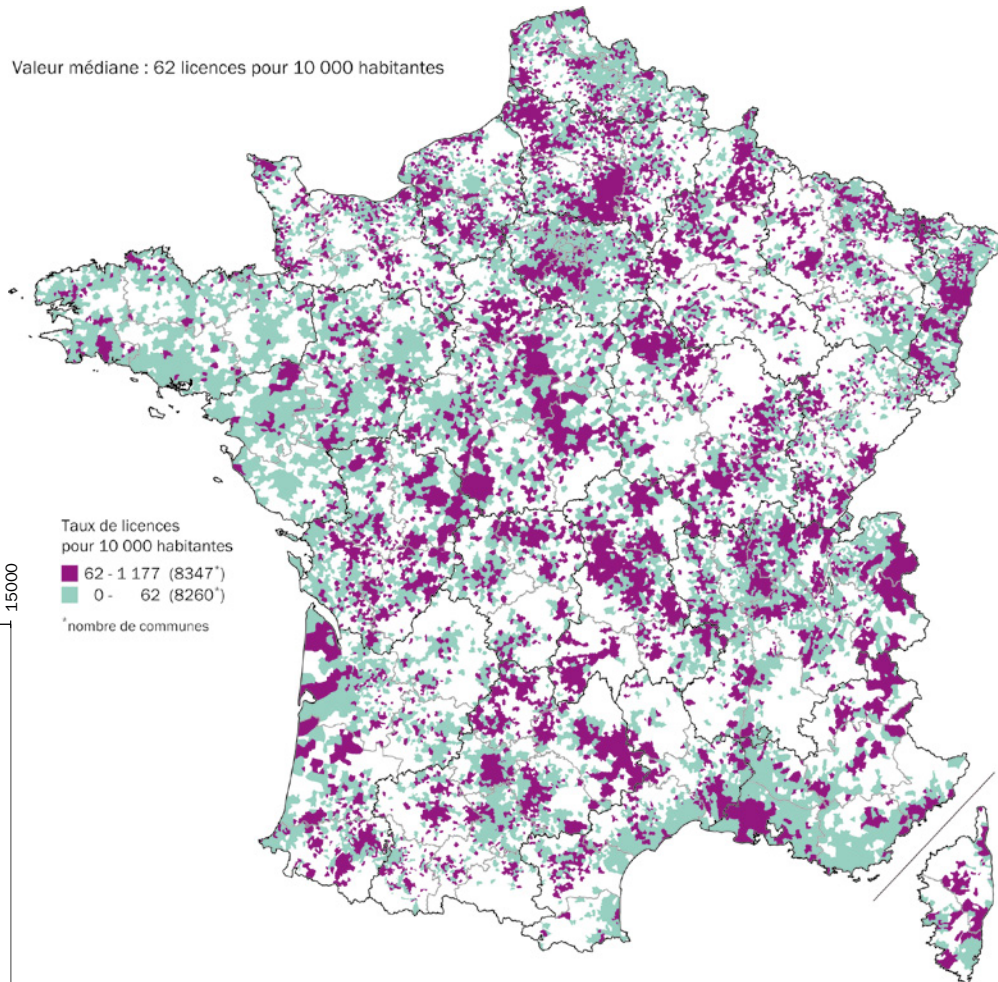 Valeur médiane : 62 licences pour 10 000 habitantes
Taux de licences
pour 10 000 habitantes
62 - 1 177 (8347*)
0 - 62 (8260*)
*nombre de communes
15000